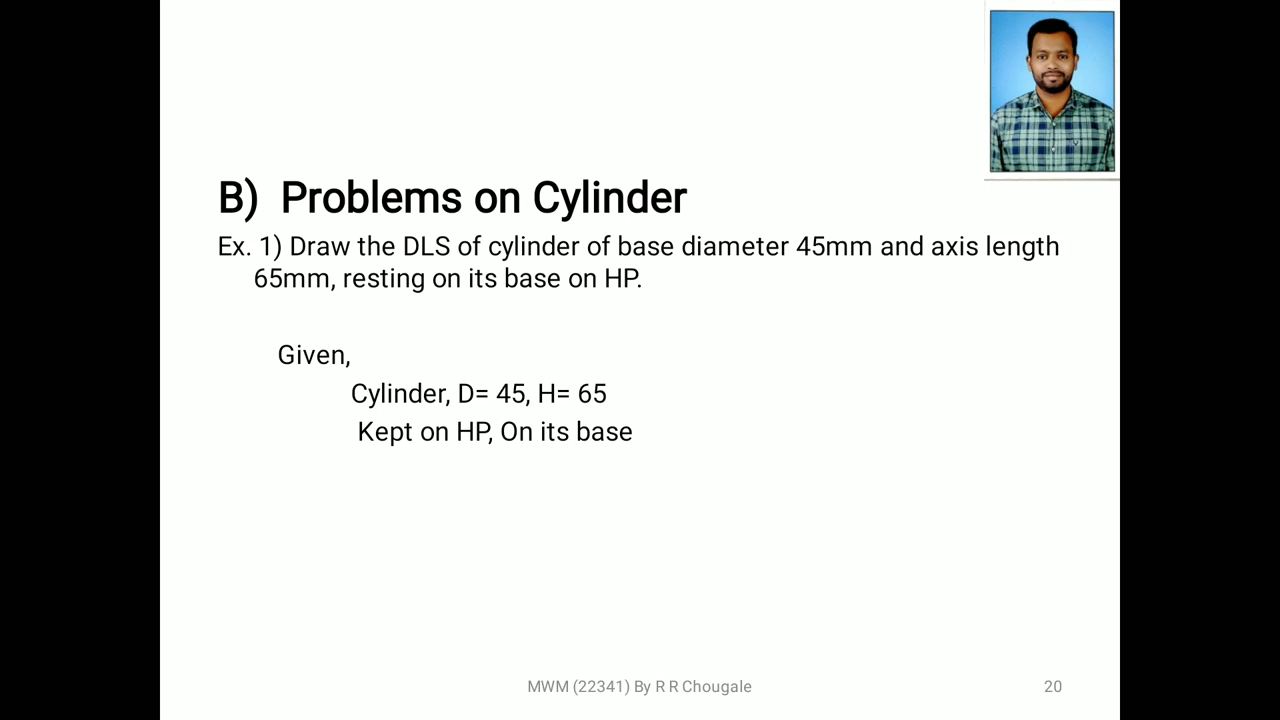 B) Problems on Cylinder
Ex. 1) Draw the DLS of cylinder of base diameter 45mm and axis length
65mm, resting on its base on HP.
Given,
Cylinder, D= 45, H= 65
Kept on HP, On its base
MWM (22341) By R R Chougale
20